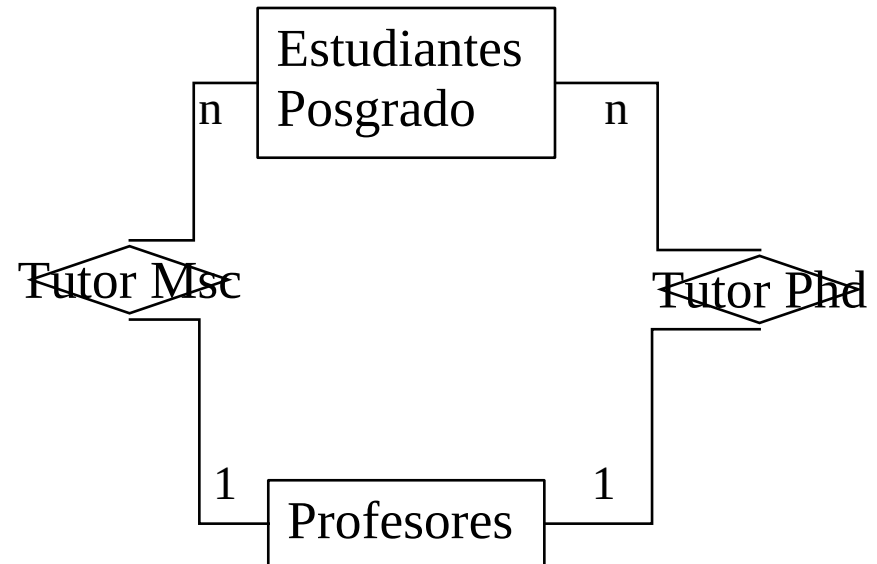 Estudiantes
Posgrado
n
n
Tutor Msc
Tutor Phd
1
1
Profesores